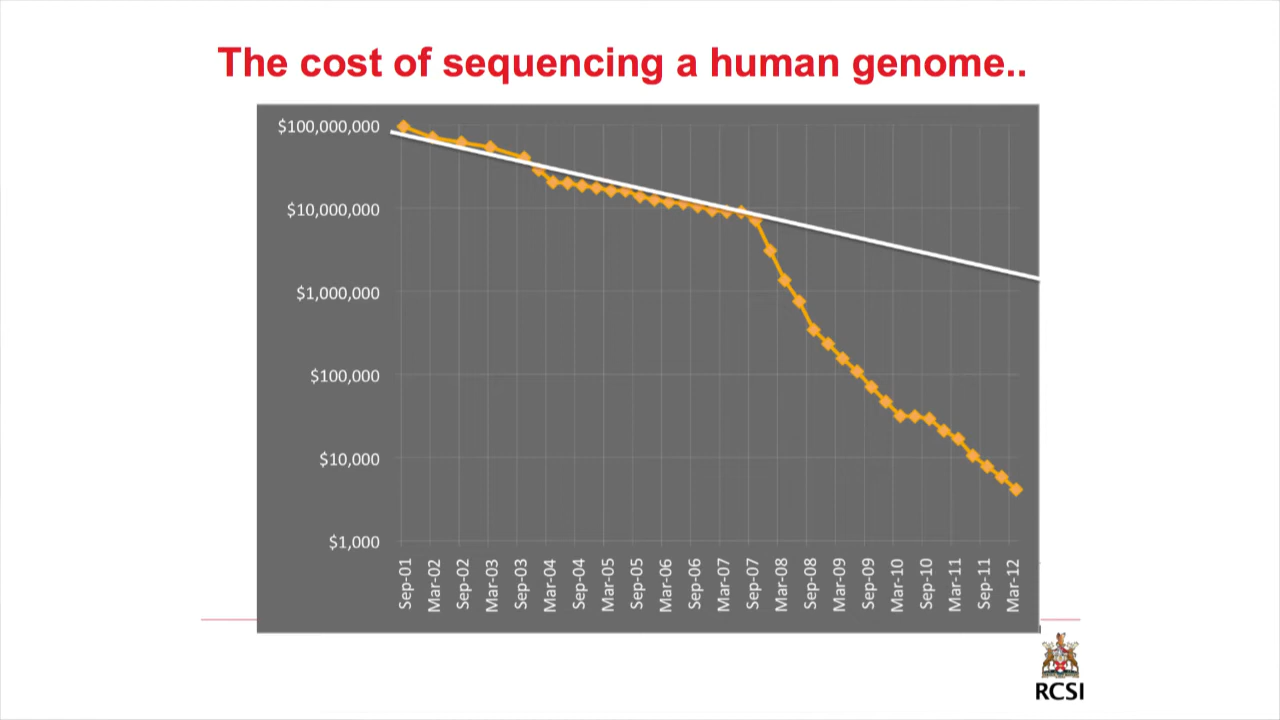 The cost of sequencing a human genome..
$100,000,000
$10,000,000
$1,000,000
$100,000
$10,000
$1,000
Sep-01
Mar-02
Sep-02
Mar-03
Sep-03
Mar-04
Sep-04
Mar-05
Sep-05
Mar-06
Sep-06
Mar-07
Sep-07
Mar-08
Sep-08
Mar-09
Sep-09
Mar-10
Sep-10
Mar-11
Sep-11
Mar-12
RCSI